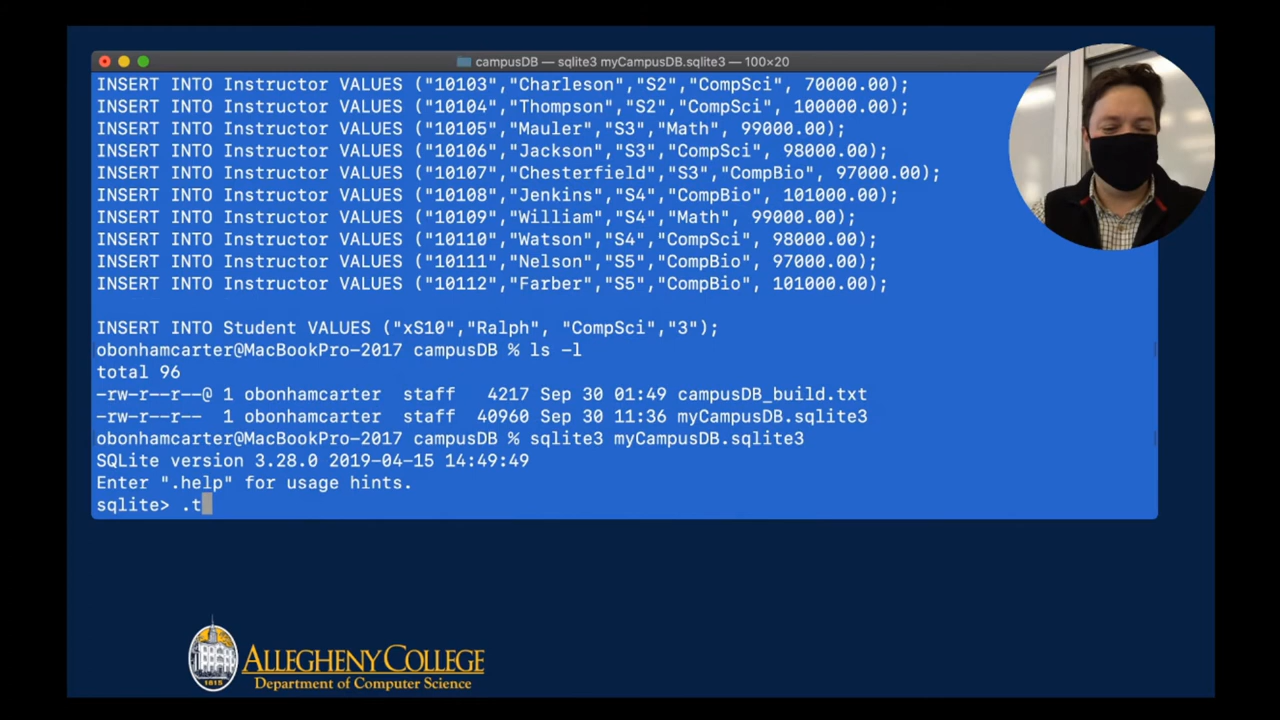 campusDB — sqlite3 myCampusDB.sqlite3 — 100×20
INSERT INTO Instructor VALUES ("10103","Charleson","S2","CompSci", 70000.00);
INSERT INTO Instructor VALUES ("10104","Thompson","S2","CompSci", 100000.00);
INSERT INTO Instructor VALUES ("10105","Mauler","S3","Math", 99000.00);
INSERT INTO Instructor VALUES ("10106","Jackson","S3","CompSci", 98000.00);
INSERT INTO Instructor VALUES ("10107","Chesterfield","S3","CompBio", 97000.00);
INSERT INTO Instructor VALUES ("10108","Jenkins","S4","CompBio", 101000.00);
INSERT INTO Instructor VALUES ("10109","William","S4","Math", 99000.00);
INSERT INTO Instructor VALUES ("10110","Watson","S4","CompSci", 98000.00);
INSERT INTO Instructor VALUES ("10111","Nelson","S5","CompBio", 97000.00);
INSERT INTO Instructor VALUES ("10112","Farber","S5","CompBio", 101000.00);
INSERT INTO Student VALUES ("xS10","Ralph", "CompSci","3");
obonhamcarter@MacBookPro-2017 campusDB % ls -l
total 96
-rw-r--r--@ 1 obonhamcarter staff 4217 Sep 30 01:49 campusDB_build.txt
-rw-r--r-- 1 obonhamcarter staff 40960 Sep 30 11:36 myCampusDB.sqlite3
obonhamcarter@MacBookPro-2017 campusDB % sqlite3 myCampusDB.sqlite3
SQLite version 3.28.0 2019-04-15 14:49:49
Enter ".help" for usage hints.
sqlite> .t
1815
ALLEGHENY COLLEGE
Department of Computer Science